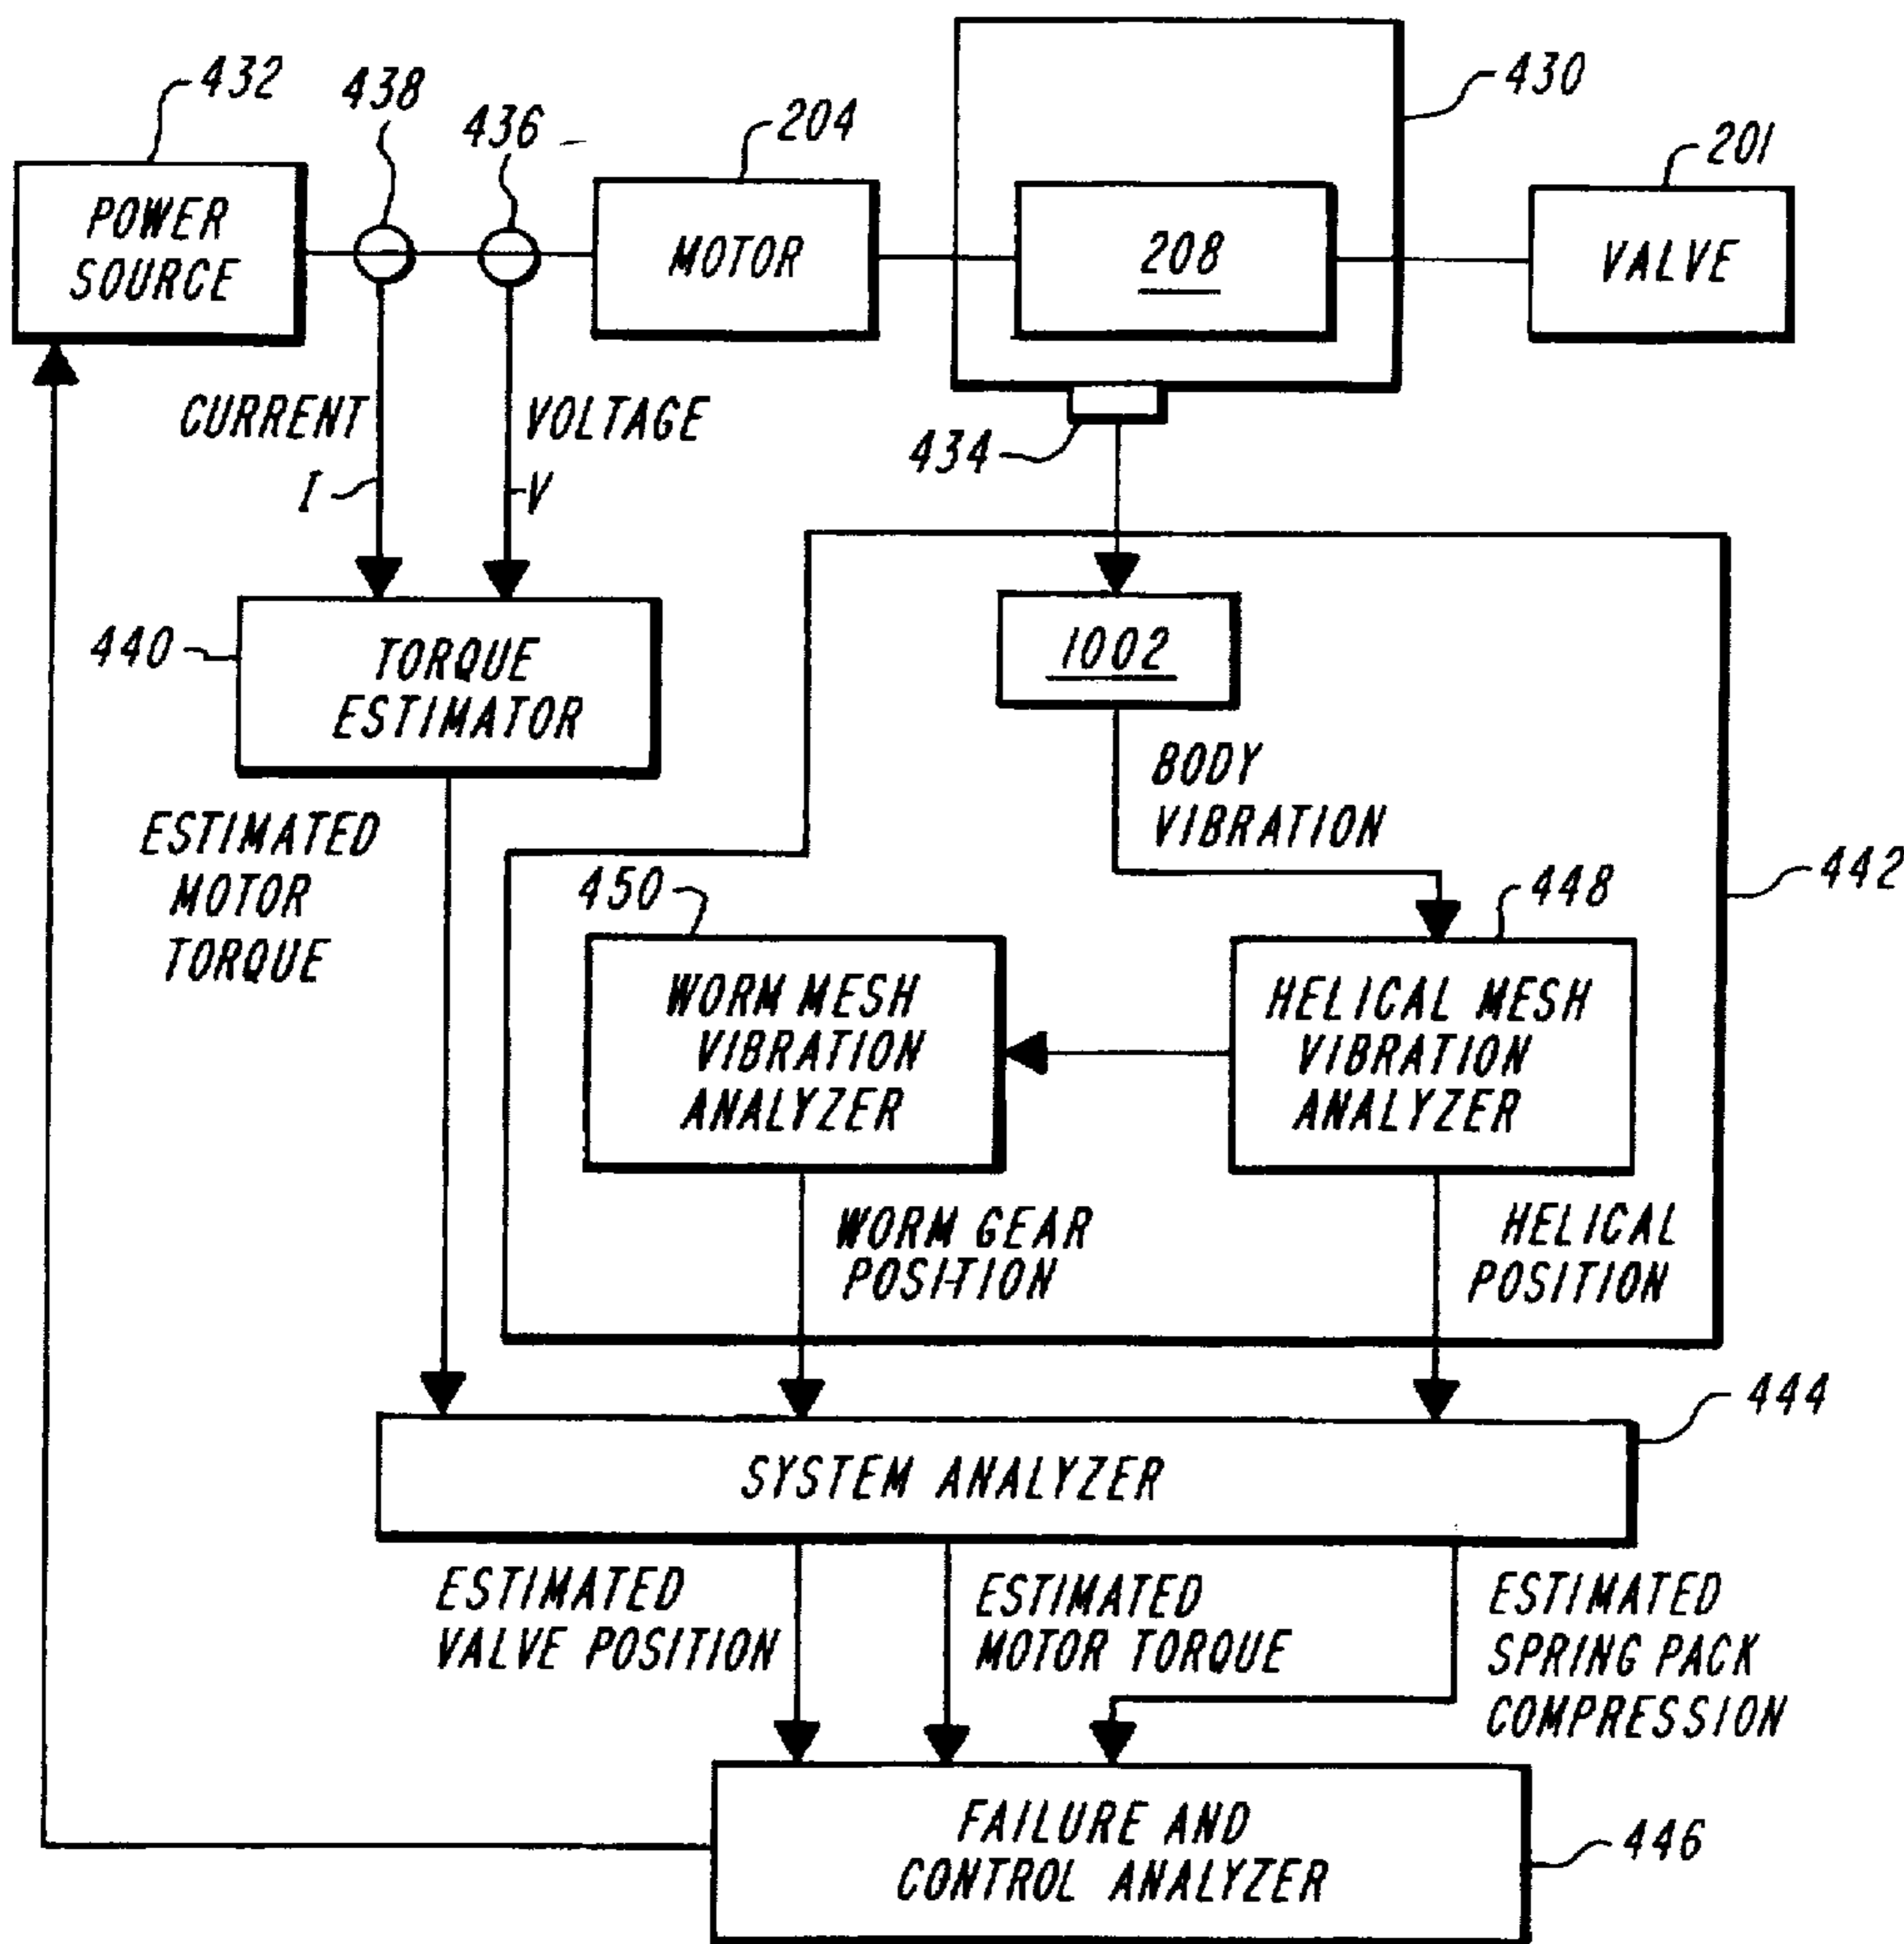 432
438
436
204
430
201
POWER
SOURCE
MOTOR
208
VALVE
CURRENT
I
VOLTAGE
V
434
440
TORQUE
ESTIMATOR
1002
BODY
VIBRATION
ESTIMATED
MOTOR
TORQUE
450
448
442
WORM MESH
VIBRATION
ANALYZER
HELICAL MESH
VIBRATION
ANALYZER
WORM GEAR
POSITION
HELICAL
POSITION
444
SYSTEM ANALYZER
ESTIMATED
VALVE POSITION
ESTIMATED
MOTOR TORQUE
ESTIMATED
SPRING PACK
COMPRESSION
FAILURE AND
CONTROL ANALYZER
446